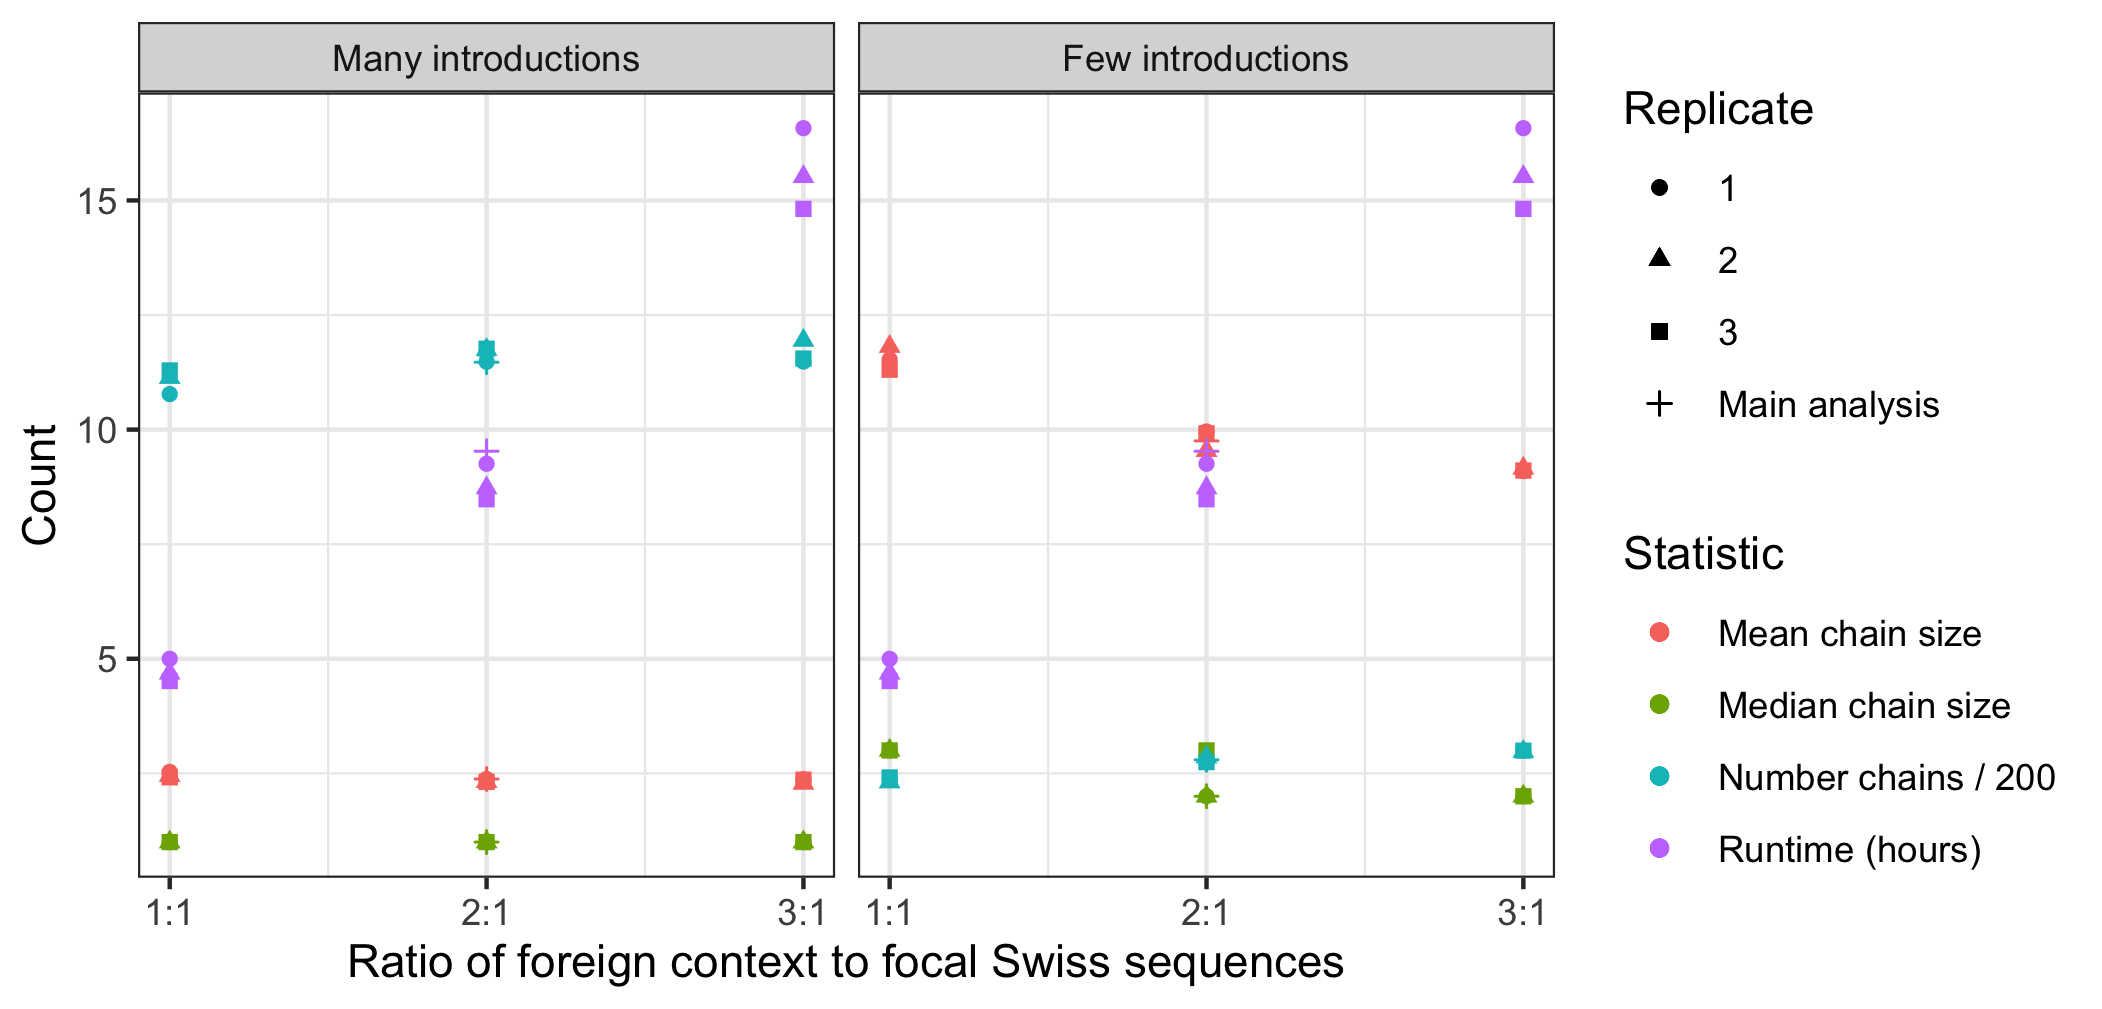 Many introductions
Few introductions
15
10
5
Count
1:1
2:1
3:1
1:1
2:1
3:1
Ratio of foreign context to focal Swiss sequences
Replicate
1
2
3
Main analysis
Statistic
Mean chain size
Median chain size
Number chains / 200
Runtime (hours)